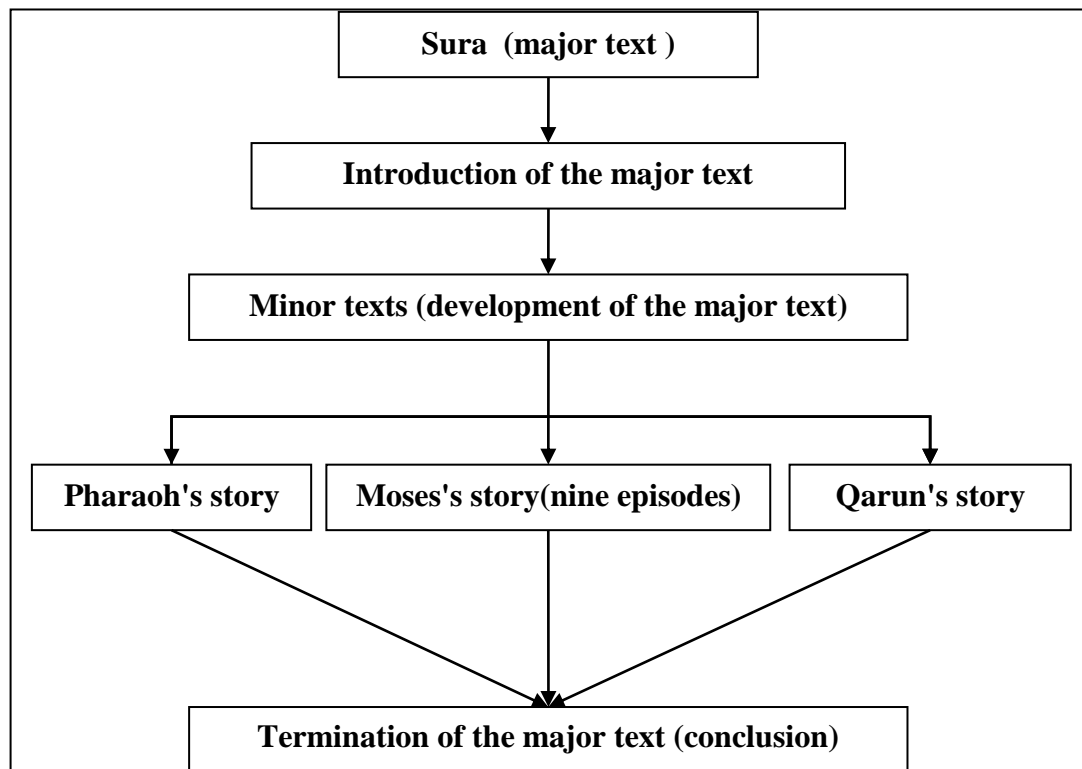 Sura  (major text )
Introduction of the major text
Minor texts (development of the major text)
Pharaoh's story
Moses's story(nine episodes)
Qarun's story
Termination of the major text (conclusion)